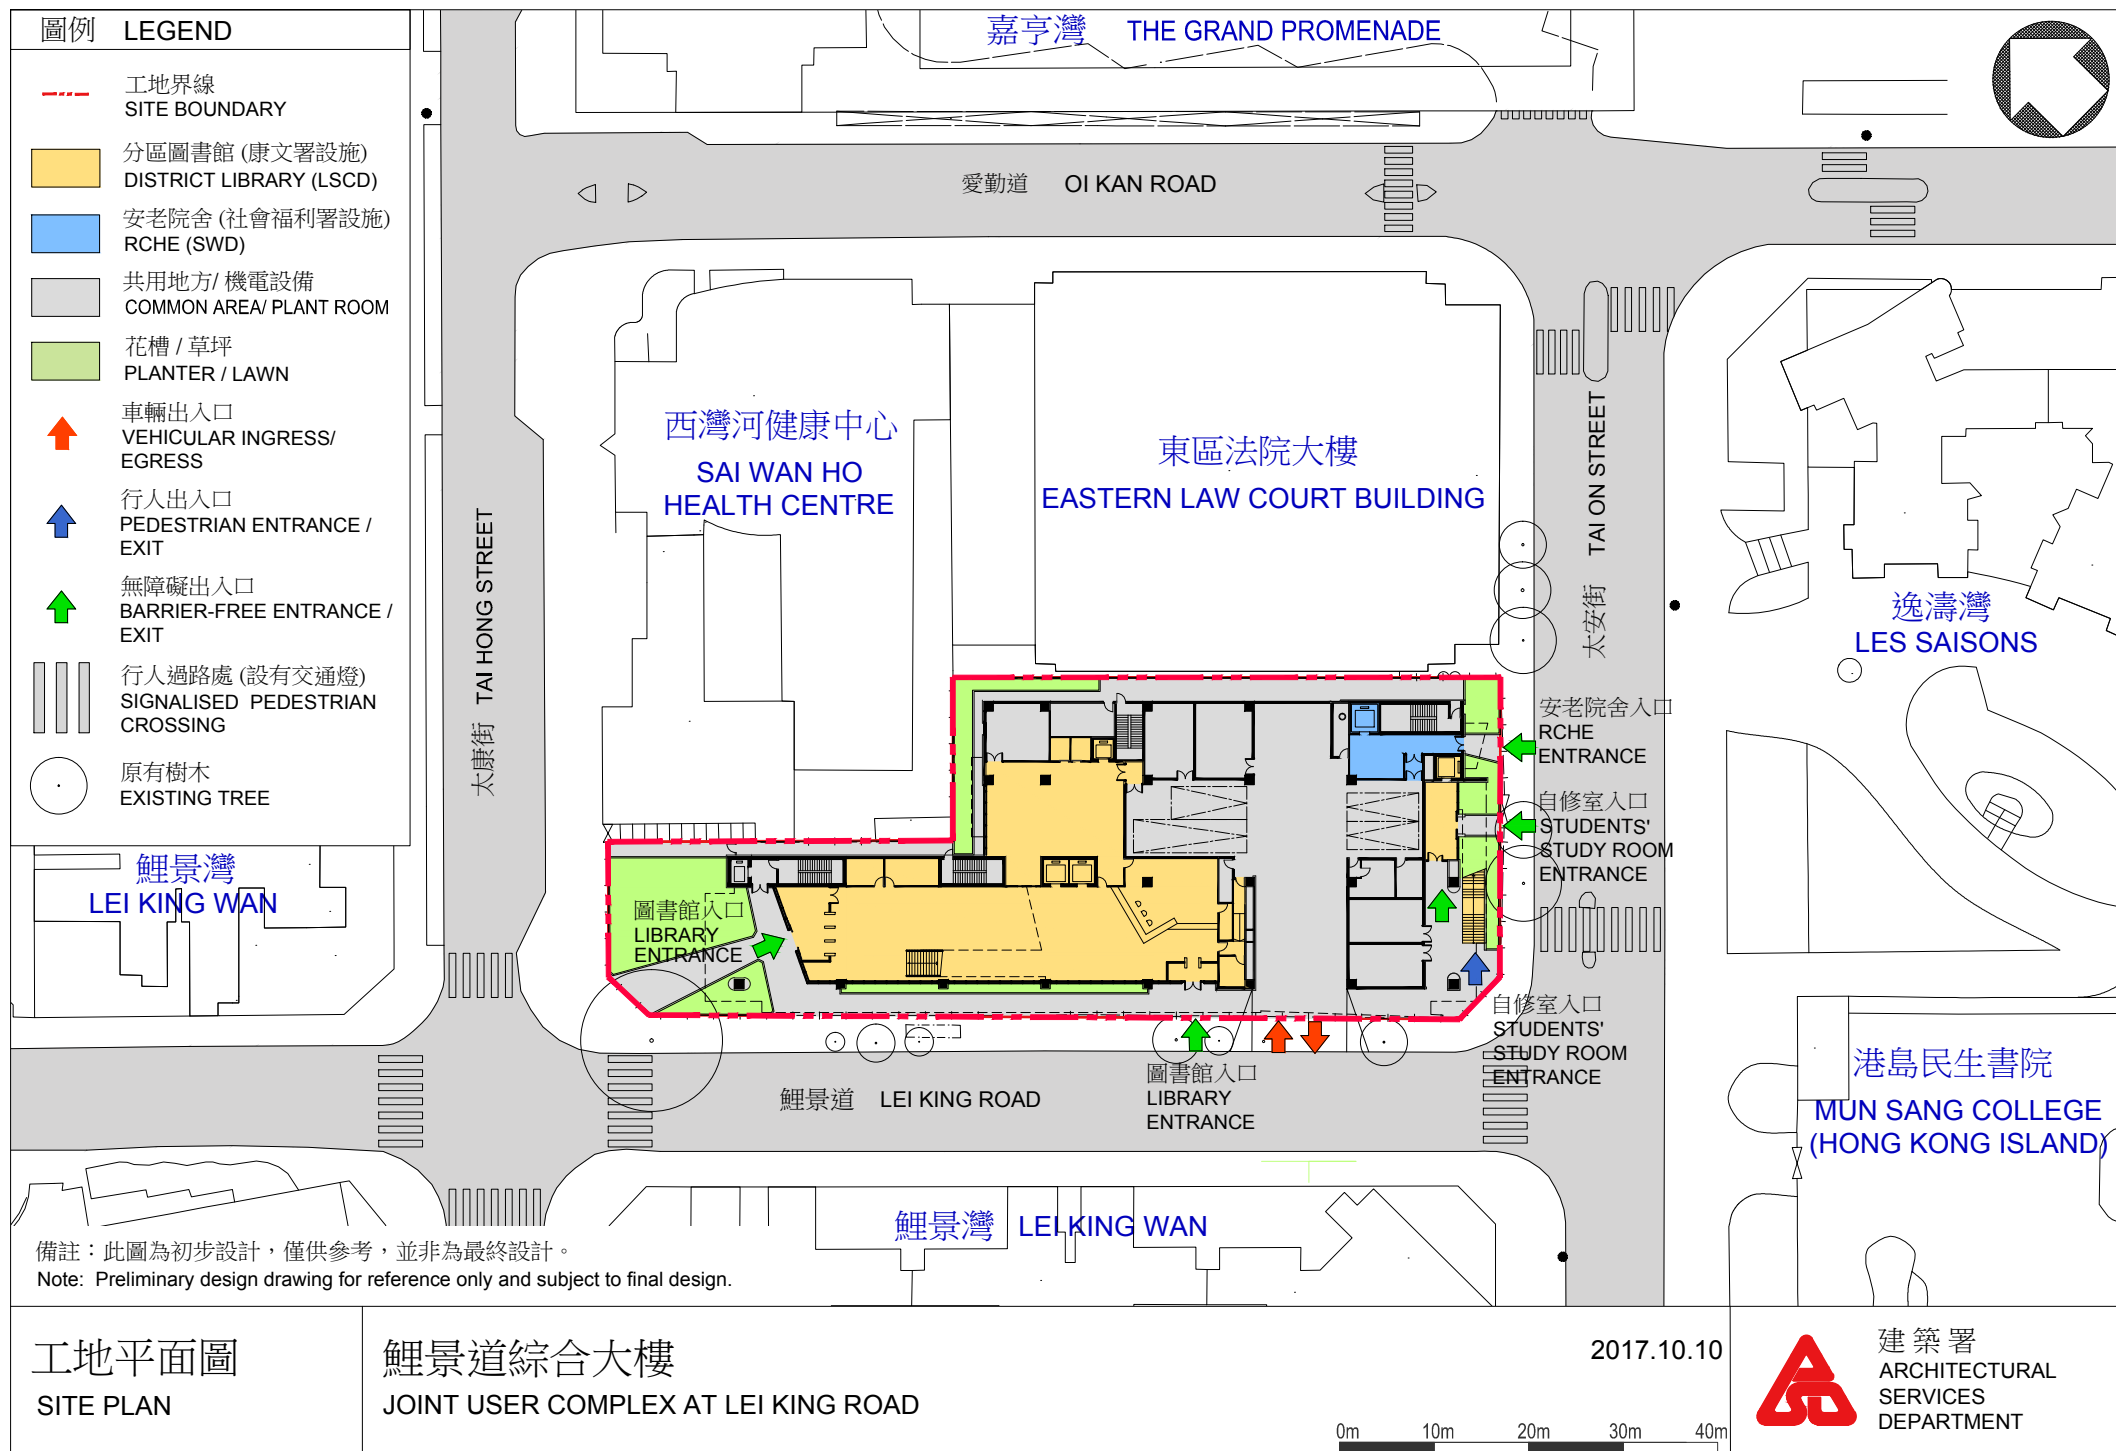 圖例 LEGEND
工地界線
SITE BOUNDARY
分區圖書館 (康文署設施)
DISTRICT LIBRARY (LSCD)
安老院舍 (社會福利署設施)
RCHE (SWD)
共用地方/ 機電設備
COMMON AREA/ PLANT ROOM
花槽 / 草坪
PLANTER / LAWN
車輛出入口
VEHICULAR INGRESS/
EGRESS
行人出入口
PEDESTRIAN ENTRANCE /
EXIT
無障礙出入口
BARRIER-FREE ENTRANCE /
EXIT
行人過路處 (設有交通燈)
SIGNALISED PEDESTRIAN
CROSSING
原有樹木
EXISTING TREE
嘉亨灣 THE GRAND PROMENADE
愛勤道 OI KAN ROAD
西灣河健康中心
SAI WAN HO
HEALTH CENTRE
東區法院大樓
EASTERN LAW COURT BUILDING
太康街 TAI HONG STREET
太安街 TAI ON STREET
逸濤灣
LES SAISONS
安老院舍入口
RCHE
ENTRANCE
自修室入口
STUDENTS'
STUDY ROOM
ENTRANCE
鯉景灣
LEI KING WAN
圖書館入口
LIBRARY
ENTRANCE
自修室入口
STUDENTS'
STUDY ROOM
ENTRANCE
圖書館入口
LIBRARY
ENTRANCE
鯉景道 LEI KING ROAD
港島民生書院
MUN SANG COLLEGE
(HONG KONG ISLAND)
鯉景灣 LEI KING WAN
備註：此圖為初步設計，僅供參考，並非為最終設計。
Note: Preliminary design drawing for reference only and subject to final design.
工地平面圖
SITE PLAN
鯉景道綜合大樓
JOINT USER COMPLEX AT LEI KING ROAD
2017.10.10
0m 10m 20m 30m 40m
建築署
ARCHITECTURAL
SERVICES
DEPARTMENT